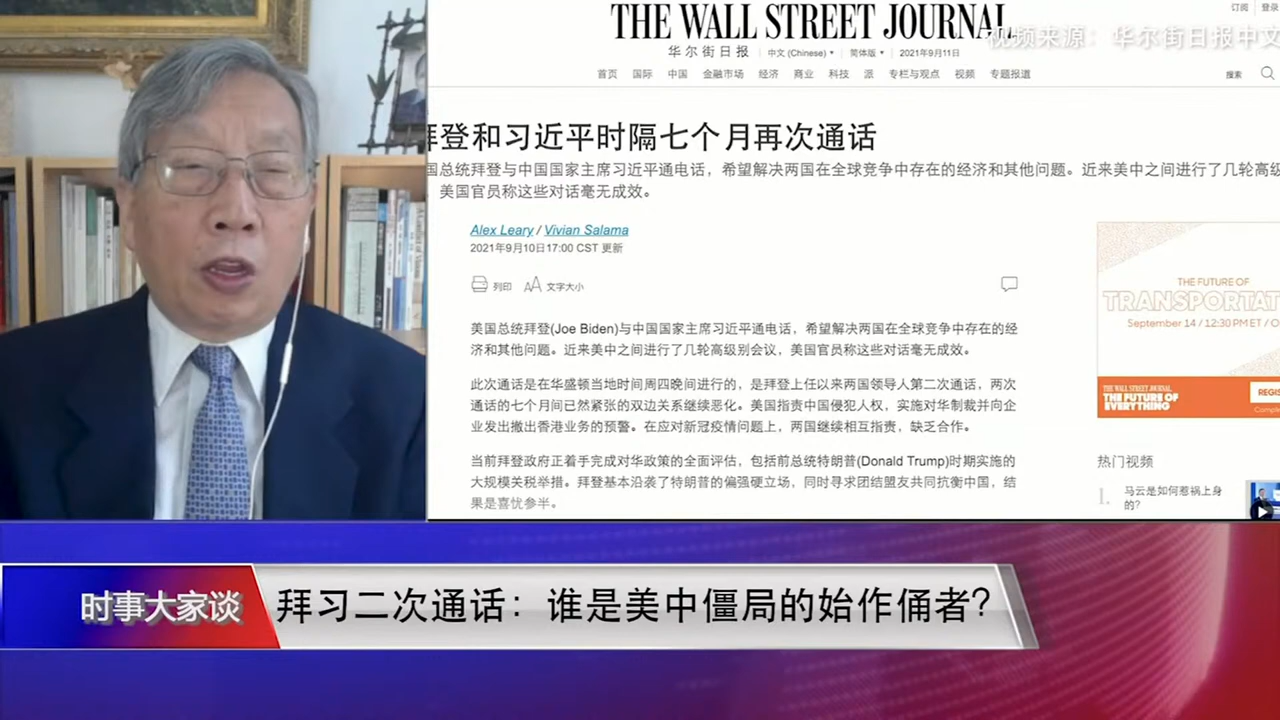 THE WALL STREET JOURNAL
视频来源：华尔街日报中文
订阅 登录
华尔街日报 中文 (Chinese) 简体版 2021年9月11日
首页 国际 中国 金融市场 经济 商业 科技 派 专栏与观点 视频 专题报道
搜索
拜登和习近平时隔七个月再次通话
国总统拜登与中国国家主席习近平通电话，希望解决两国在全球竞争中存在的经济和其他问题。近来美中之间进行了几轮高级
美国官员称这些对话毫无成效。
Alex Leary / Vivian Salama
2021年9月10日17:00 CST 更新
列印 文字大小
美国总统拜登(Joe Biden)与中国国家主席习近平通电话，希望解决两国在全球竞争中存在的经
济和其他问题。近来美中之间进行了几轮高级别会议，美国官员称这些对话毫无成效。
此次通话是在华盛顿当地时间周四晚间进行的，是拜登上任以来两国领导人第二次通话，两次
通话的七个月间已然紧张的双边关系继续恶化。美国指责中国侵犯人权，实施对华制裁并向企
业发出撤出香港业务的预警。在应对新冠疫情问题上，两国继续相互指责，缺乏合作。
当前拜登政府正着手完成对华政策的全面评估，包括前总统特朗普(Donald Trump)时期实施的
大规模关税举措。拜登基本沿袭了特朗普的偏强硬立场，同时寻求团结盟友共同抗衡中国，结
果是喜忧参半。
THE FUTURE OF
TRANSPORTAT
September 14 / 12:30 PM ET / O
THE WALL STREET JOURNAL
THE FUTURE OF
EVERYTHING
REGIS
热门视频
1. 马云是如何惹祸上身
的?
时事大家谈
拜习二次通话：谁是美中僵局的始作俑者?